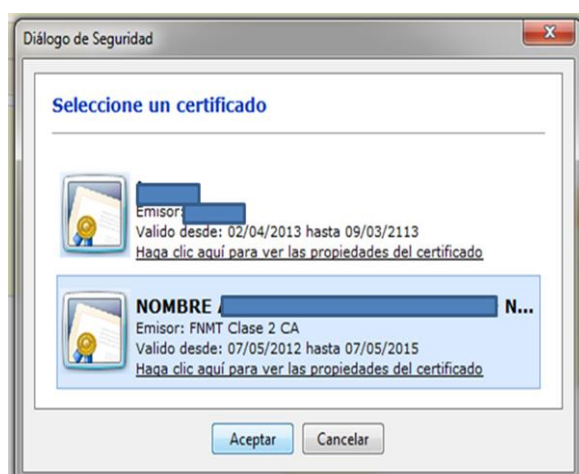 Diálogo de Seguridad
Seleccione un certificado
Emisor:
Valido desde: 02/04/2013 hasta 09/03/2113
Haga clic aquí para ver las propiedades del certificado
NOMBRE N...
Emisor: FNMT Clase 2 CA
Valido desde: 07/05/2012 hasta 07/05/2015
Haga clic aquí para ver las propiedades del certificado
Aceptar Cancelar